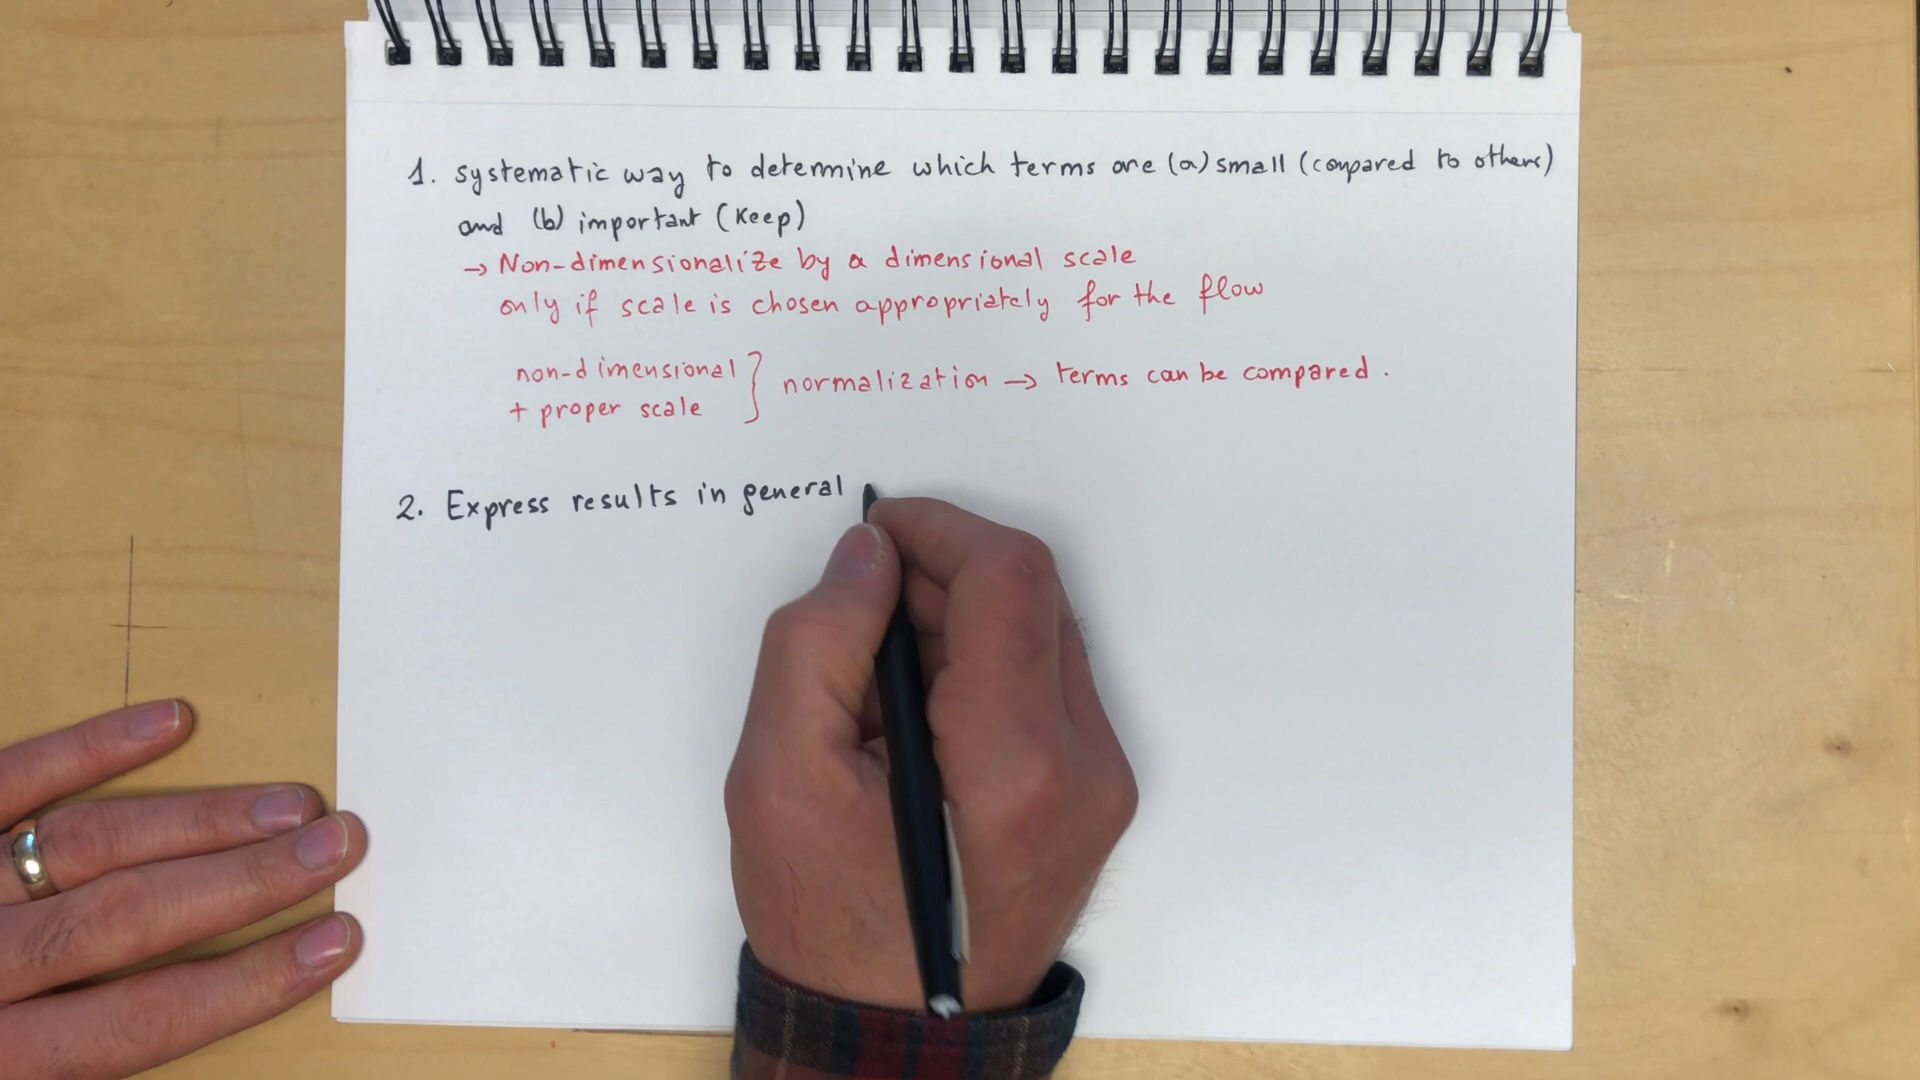 1. systematic way to determine which terms are (a) small (compared to others)
and (b) important (keep)
→ Non-dimensionalize by a dimensional scale
only if scale is chosen appropriately for the flow
non-dimensional
+ proper scale } normalization → terms can be compared.
2. Express results in general